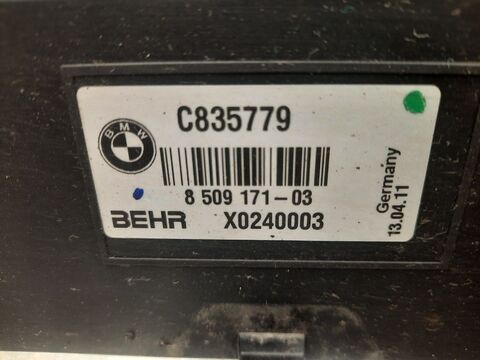 BMW
C835779
8 509 171-03
BEHR X0240003
Germany
13.04.11